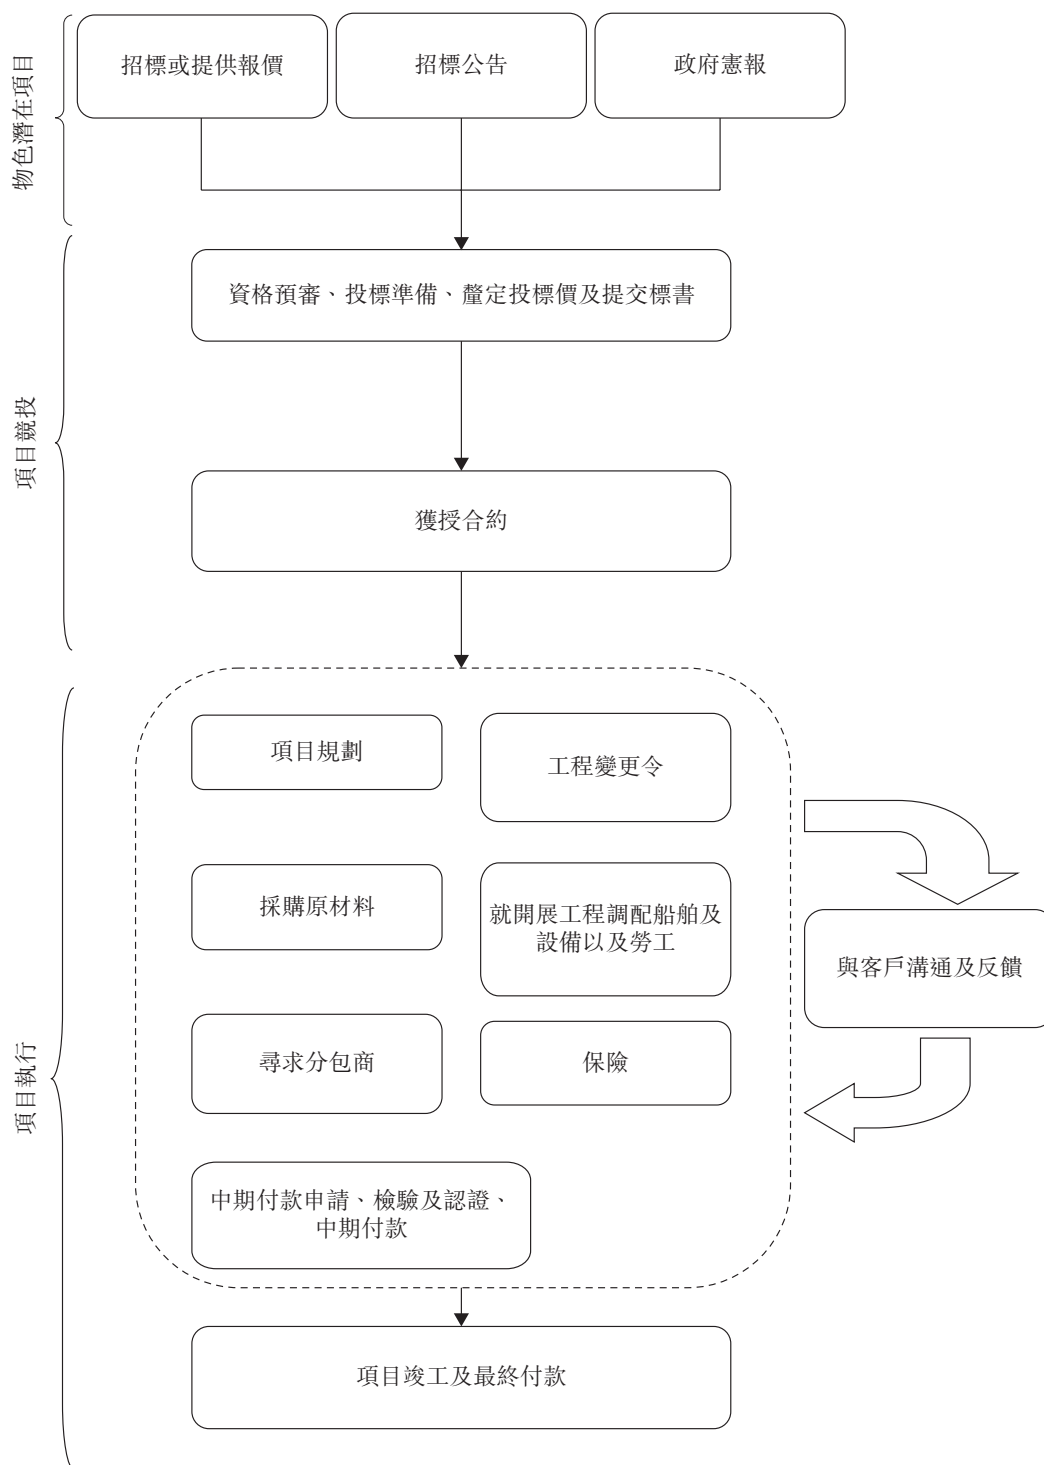 物色潛在項目
招標或提供報價
招標公告
政府憲報
項目競投
資格預審、投標準備、釐定投標價及提交標書
獲授合約
項目執行
項目規劃
工程變更令
採購原材料
就開展工程調配船舶及
設備以及勞工
與客戶溝通及反饋
尋求分包商
保險
中期付款申請、檢驗及認證、
中期付款
項目竣工及最終付款